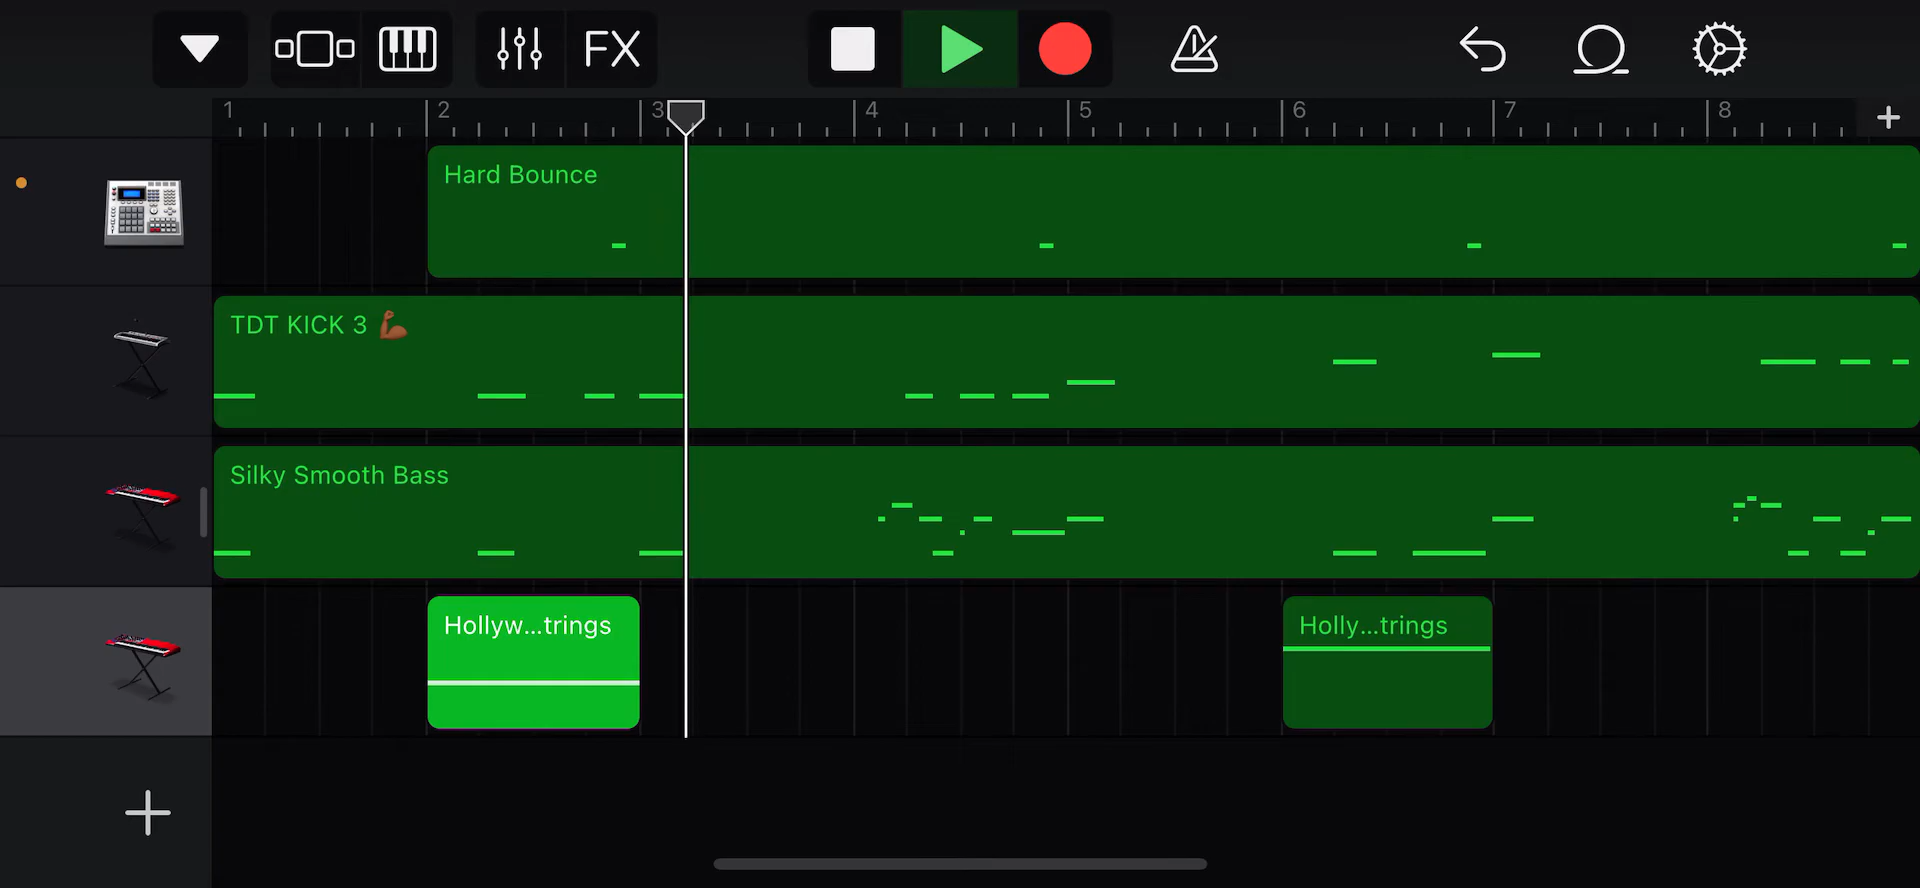 FX
1 2 3 4 5 6 7 8
Hard Bounce
TDT KICK 3 💪🏾
Silky Smooth Bass
Hollyw...trings
Holly...trings